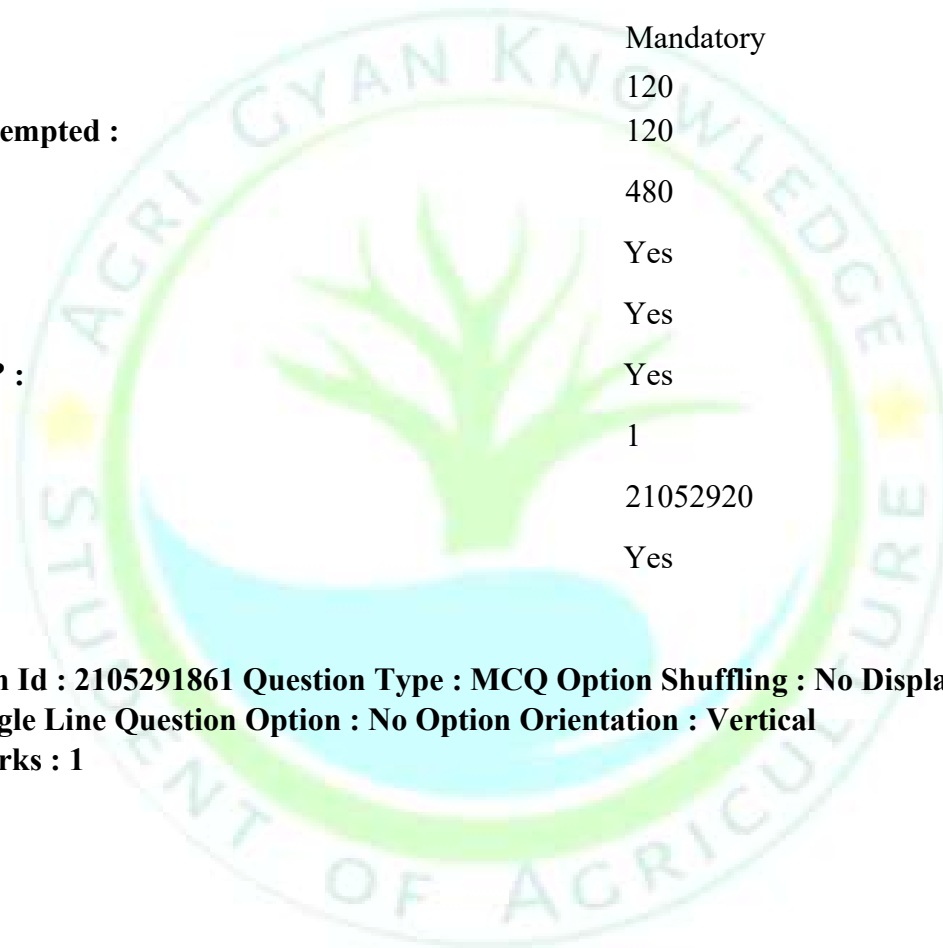 Mandatory
120
empted : 120
480
Yes
Yes
? : Yes
1
21052920
Yes
n Id : 2105291861 Question Type : MCQ Option Shuffling : No Displa
gle Line Question Option : No Option Orientation : Vertical
rks : 1
AGRI GYAN KNOWLEDGE
STUDENT OF AGRICULTURE